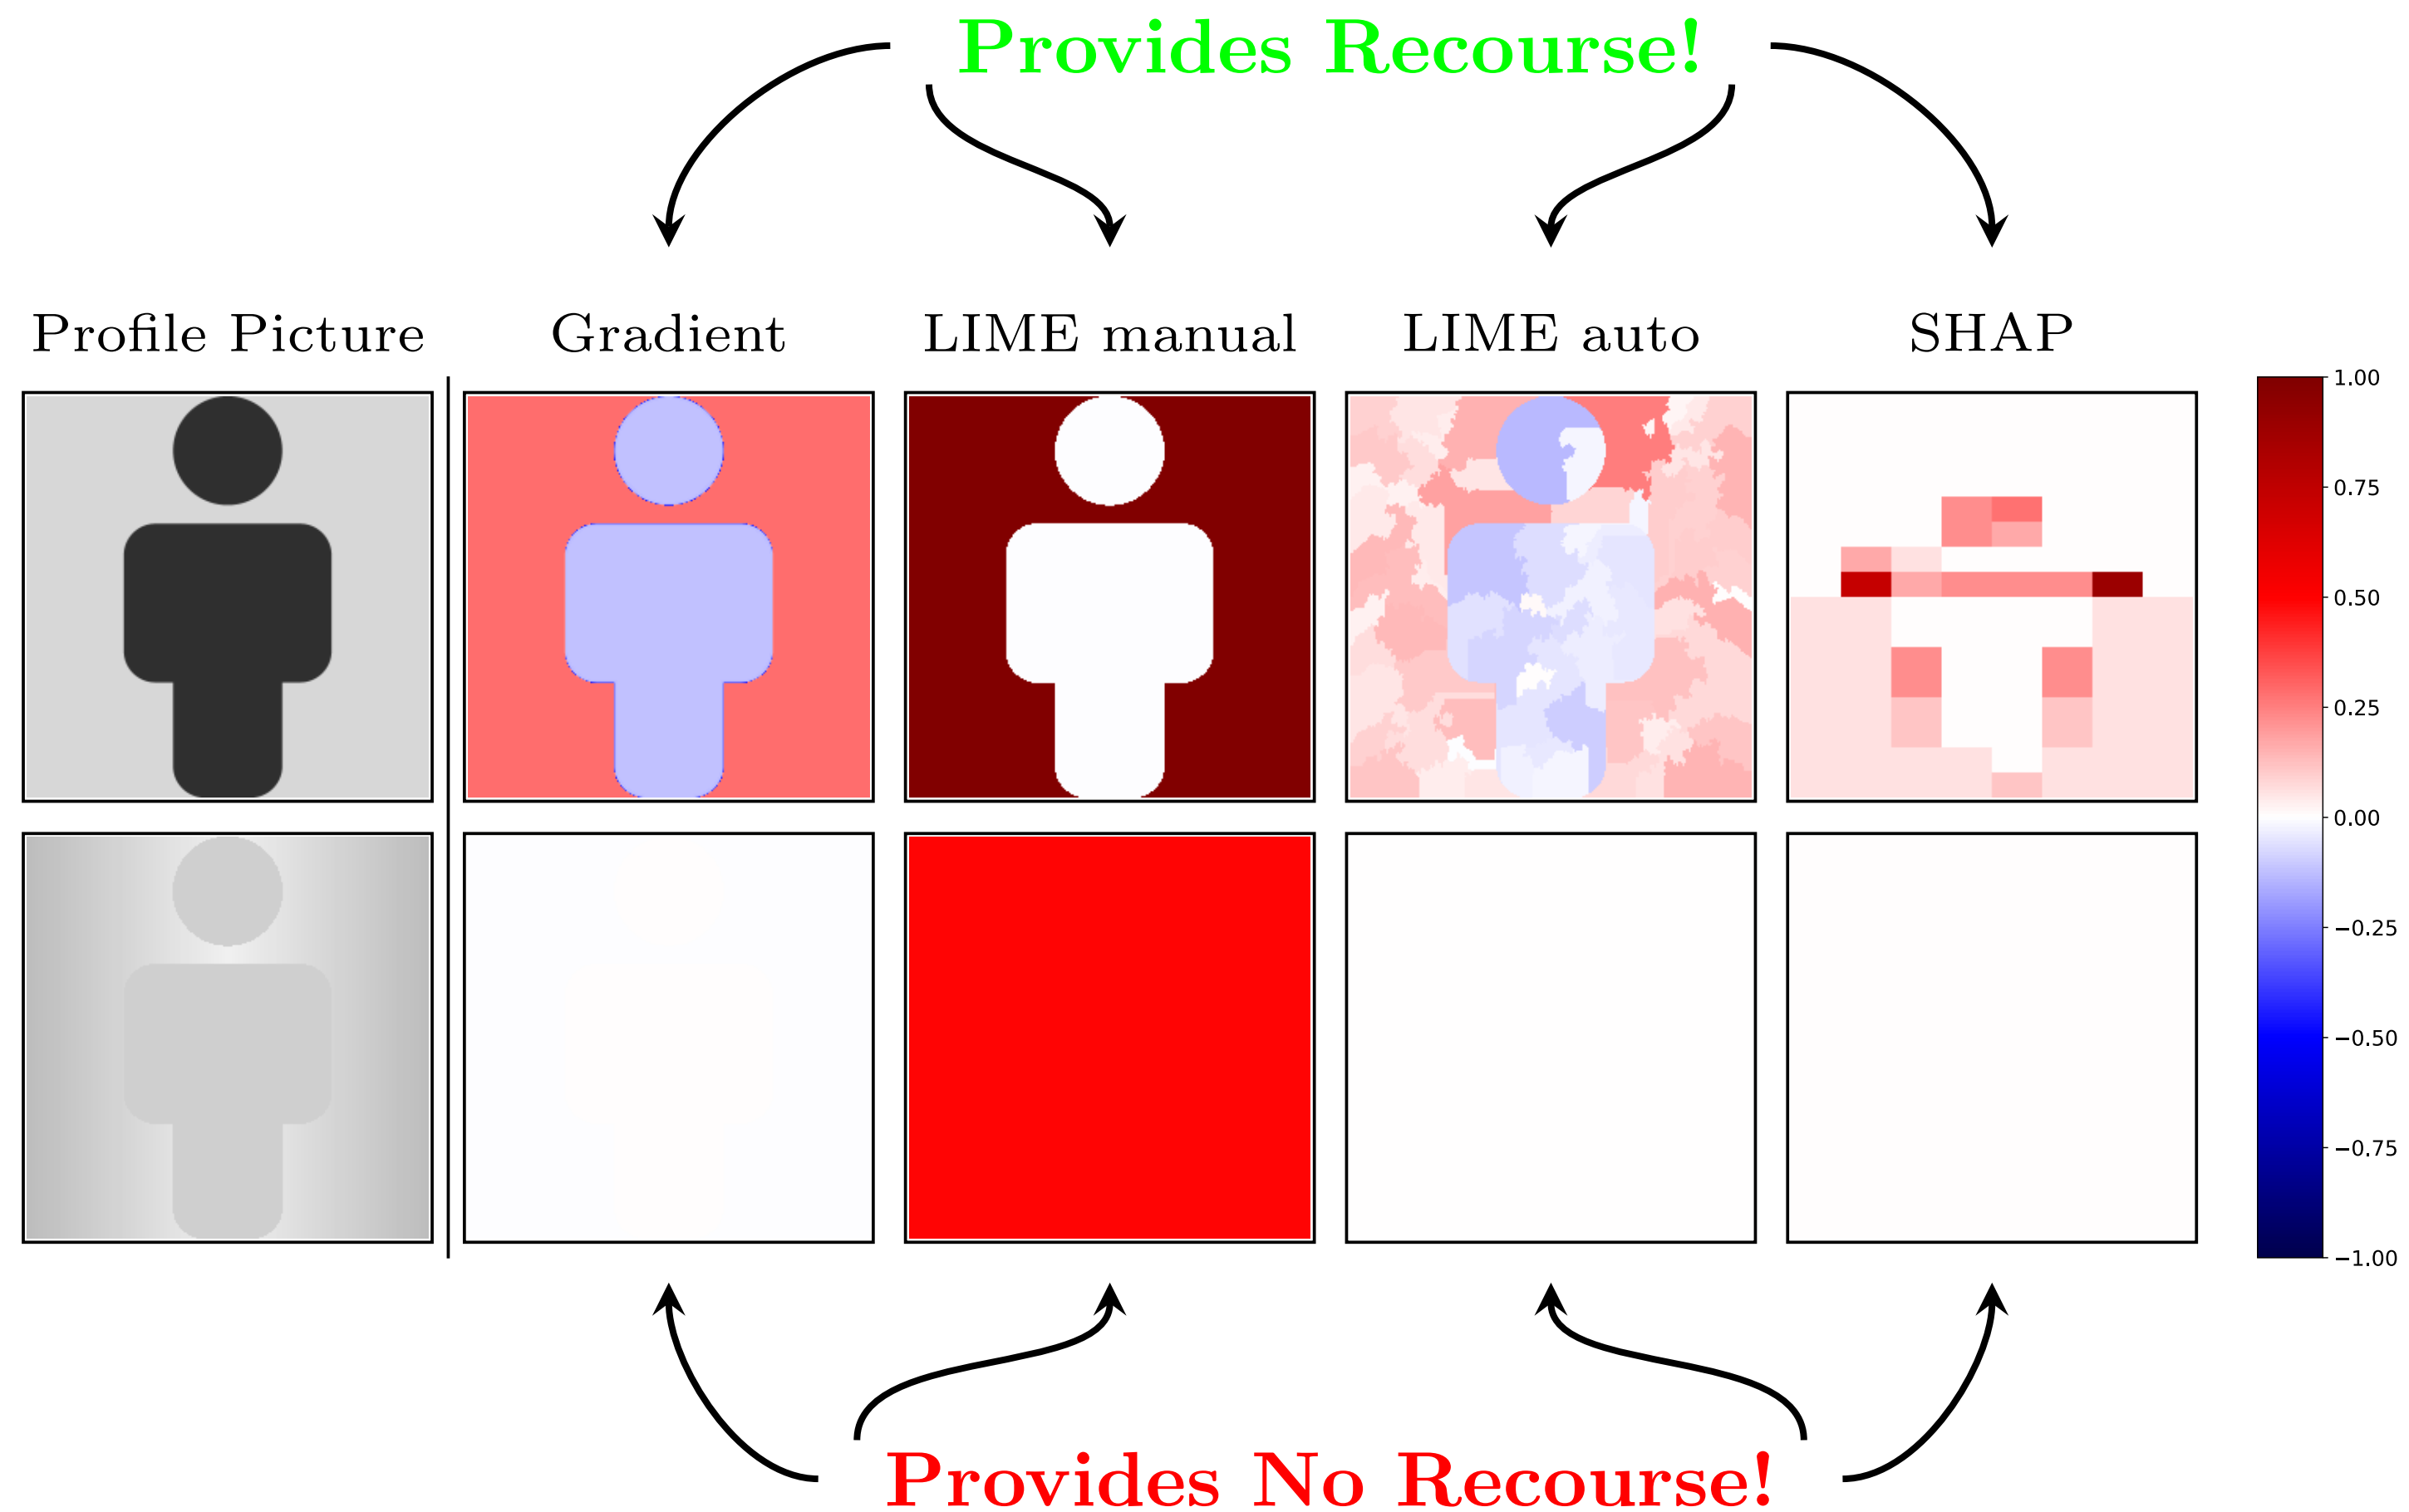 Provides Recourse!
Profile Picture
Gradient
LIME manual
LIME auto
SHAP
1.00
0.75
0.50
0.25
0.00
−0.25
−0.50
−0.75
−1.00
Provides No Recourse!